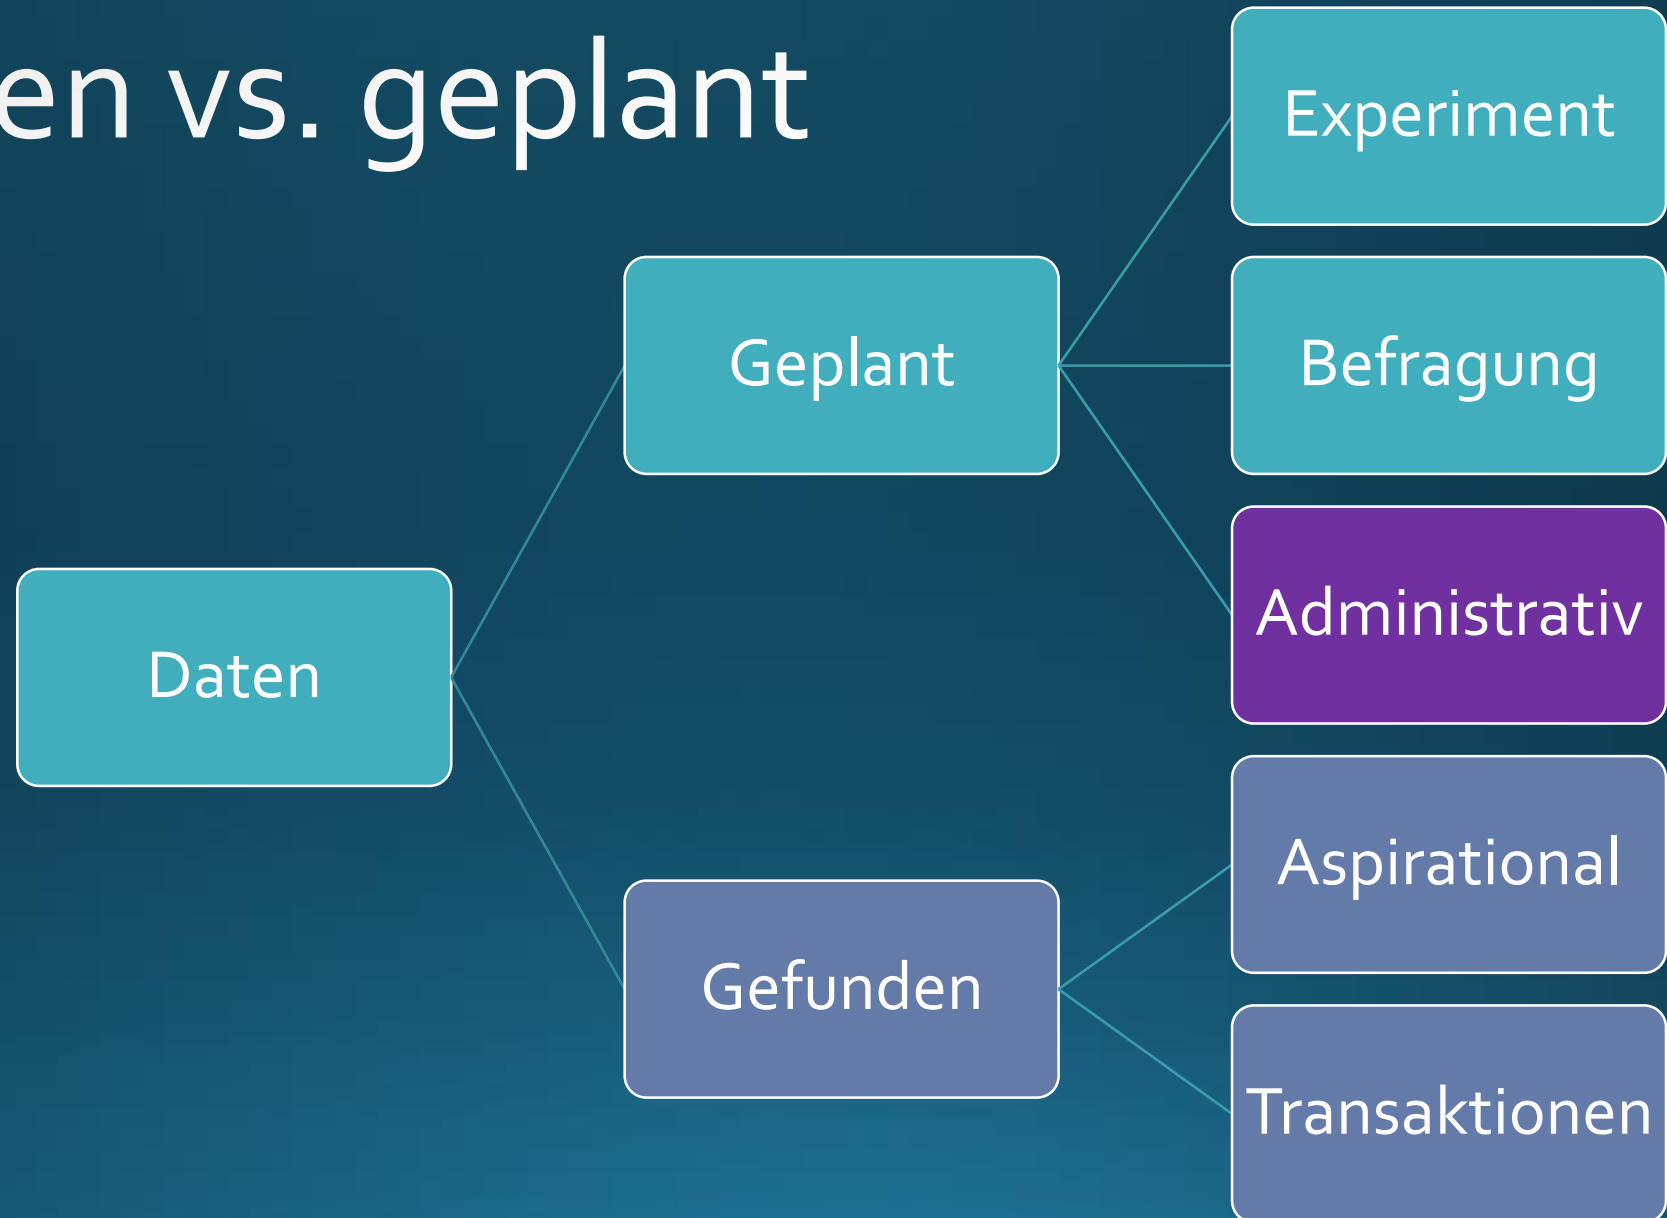 en vs. geplant
Experiment
Geplant
Befragung
Administrativ
Daten
Aspirational
Gefunden
Transaktionen